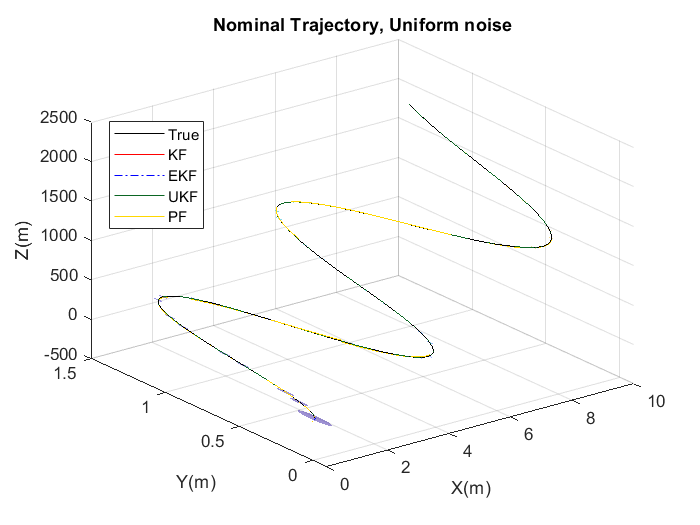 Nominal Trajectory, Uniform noise
2500
2000
1500
1000
500
0
-500
Z(m)
True
KF
EKF
UKF
PF
1.5
1
0.5
0
Y(m)
0
2
4
6
8
10
X(m)